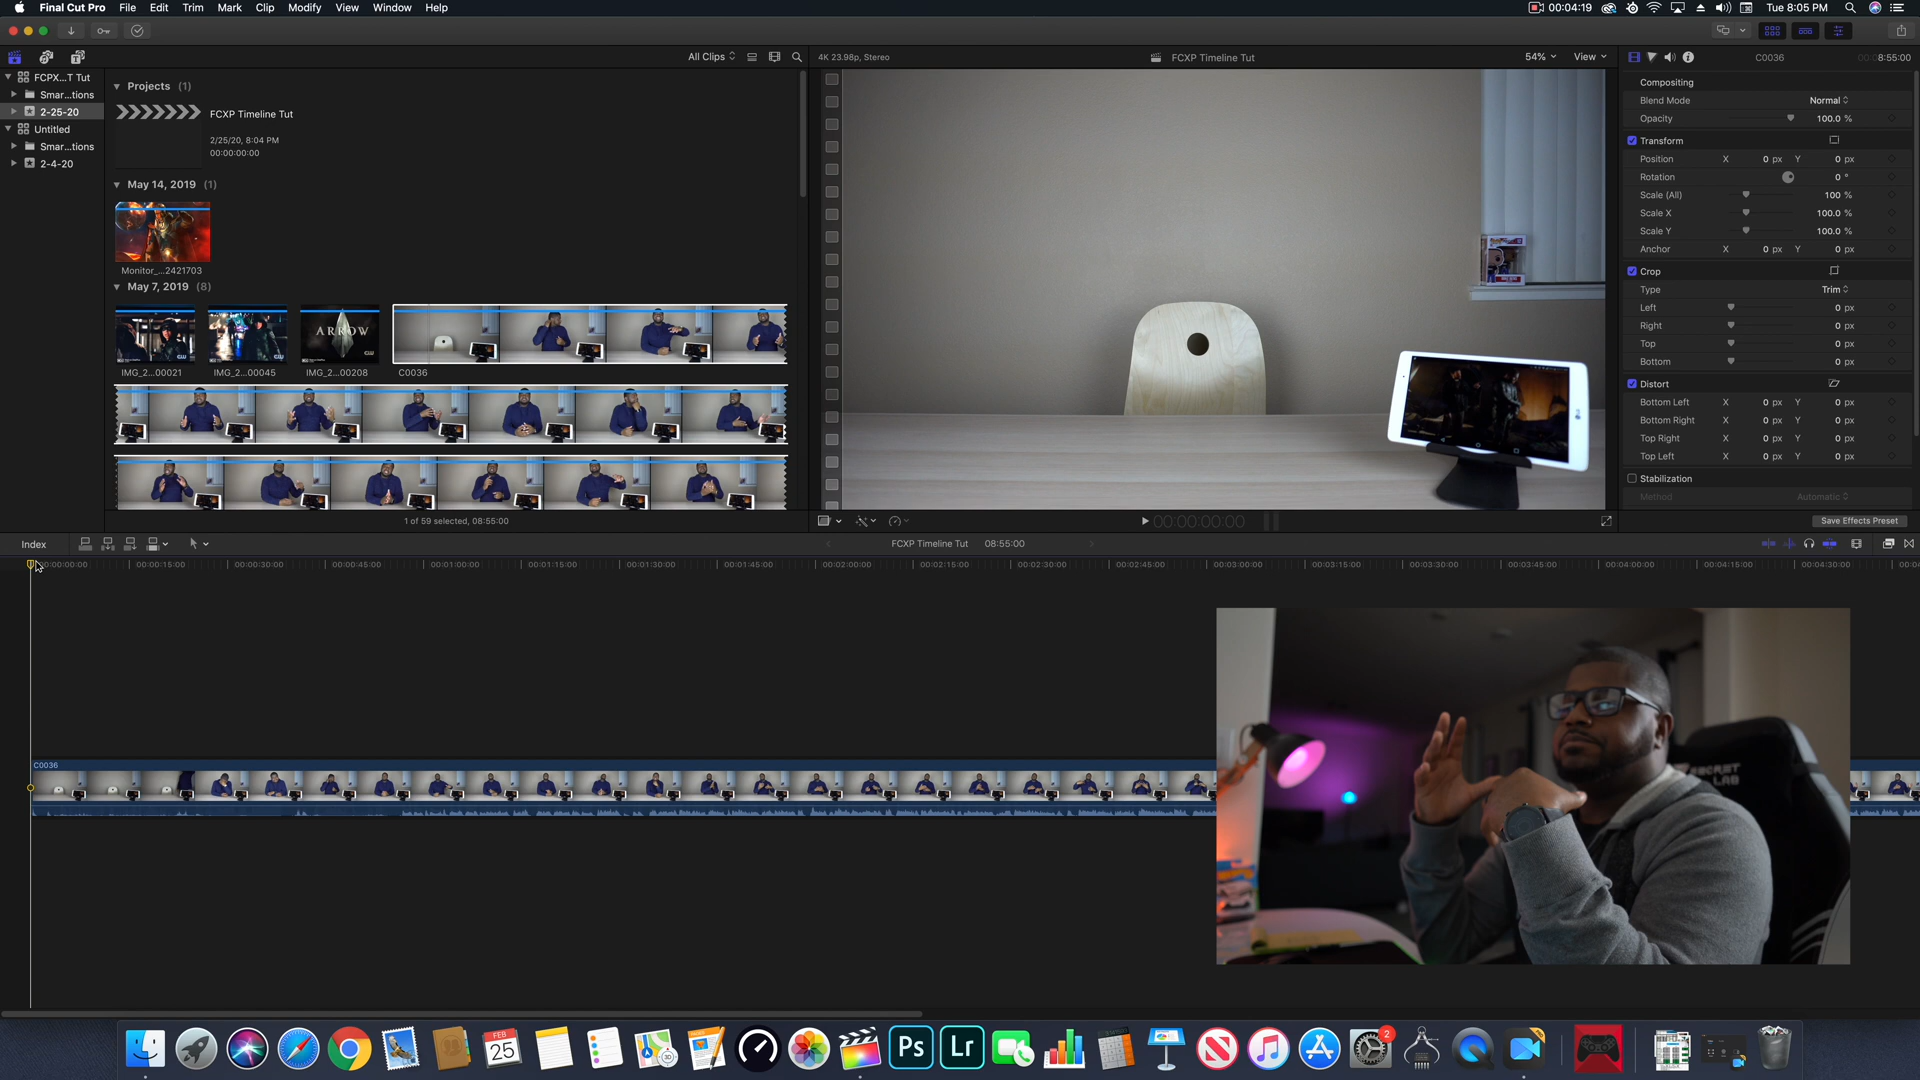 Final Cut Pro File Edit Trim Mark Clip Modify View Window Help
00:04:19 Tue 8:05 PM
All Clips
4K 23.98p, Stereo FCXP Timeline Tut 54% View
C0036 8:55:00
FCPX...T Tut
Smar...tions
2-25-20
Untitled
Smar...tions
2-4-20
Projects (1)
FCXP Timeline Tut
2/25/20, 8:04 PM
00:00:00:00
May 14, 2019 (1)
Monitor_...2421703
May 7, 2019 (8)
ARROW
IMG_2...00021 IMG_2...00045 IMG_2...00208 C0036
1 of 59 selected, 08:55:00
00:00:00:00
Compositing
Blend Mode Normal
Opacity 100.0 %
Transform
Position X 0 px Y 0 px
Rotation 0 °
Scale (All) 100 %
Scale X 100.0 %
Scale Y 100.0 %
Anchor X 0 px Y 0 px
Crop
Type Trim
Left 0 px
Right 0 px
Top 0 px
Bottom 0 px
Distort
Bottom Left X 0 px Y 0 px
Bottom Right X 0 px Y 0 px
Top Right X 0 px Y 0 px
Top Left X 0 px Y 0 px
Stabilization
Method Automatic
Save Effects Preset
Index FCXP Timeline Tut 08:55:00
00:00:00:00 00:00:15:00 00:00:30:00 00:00:45:00 00:01:00:00 00:01:15:00 00:01:30:00 00:01:45:00 00:02:00:00 00:02:15:00 00:02:30:00 00:02:45:00 00:03:00:00 00:03:15:00 00:03:30:00 00:03:45:00 00:04:00:00 00:04:15:00 00:04:30:00
C0036
SECRET
LAB
FEB
25
Ps Lr
2